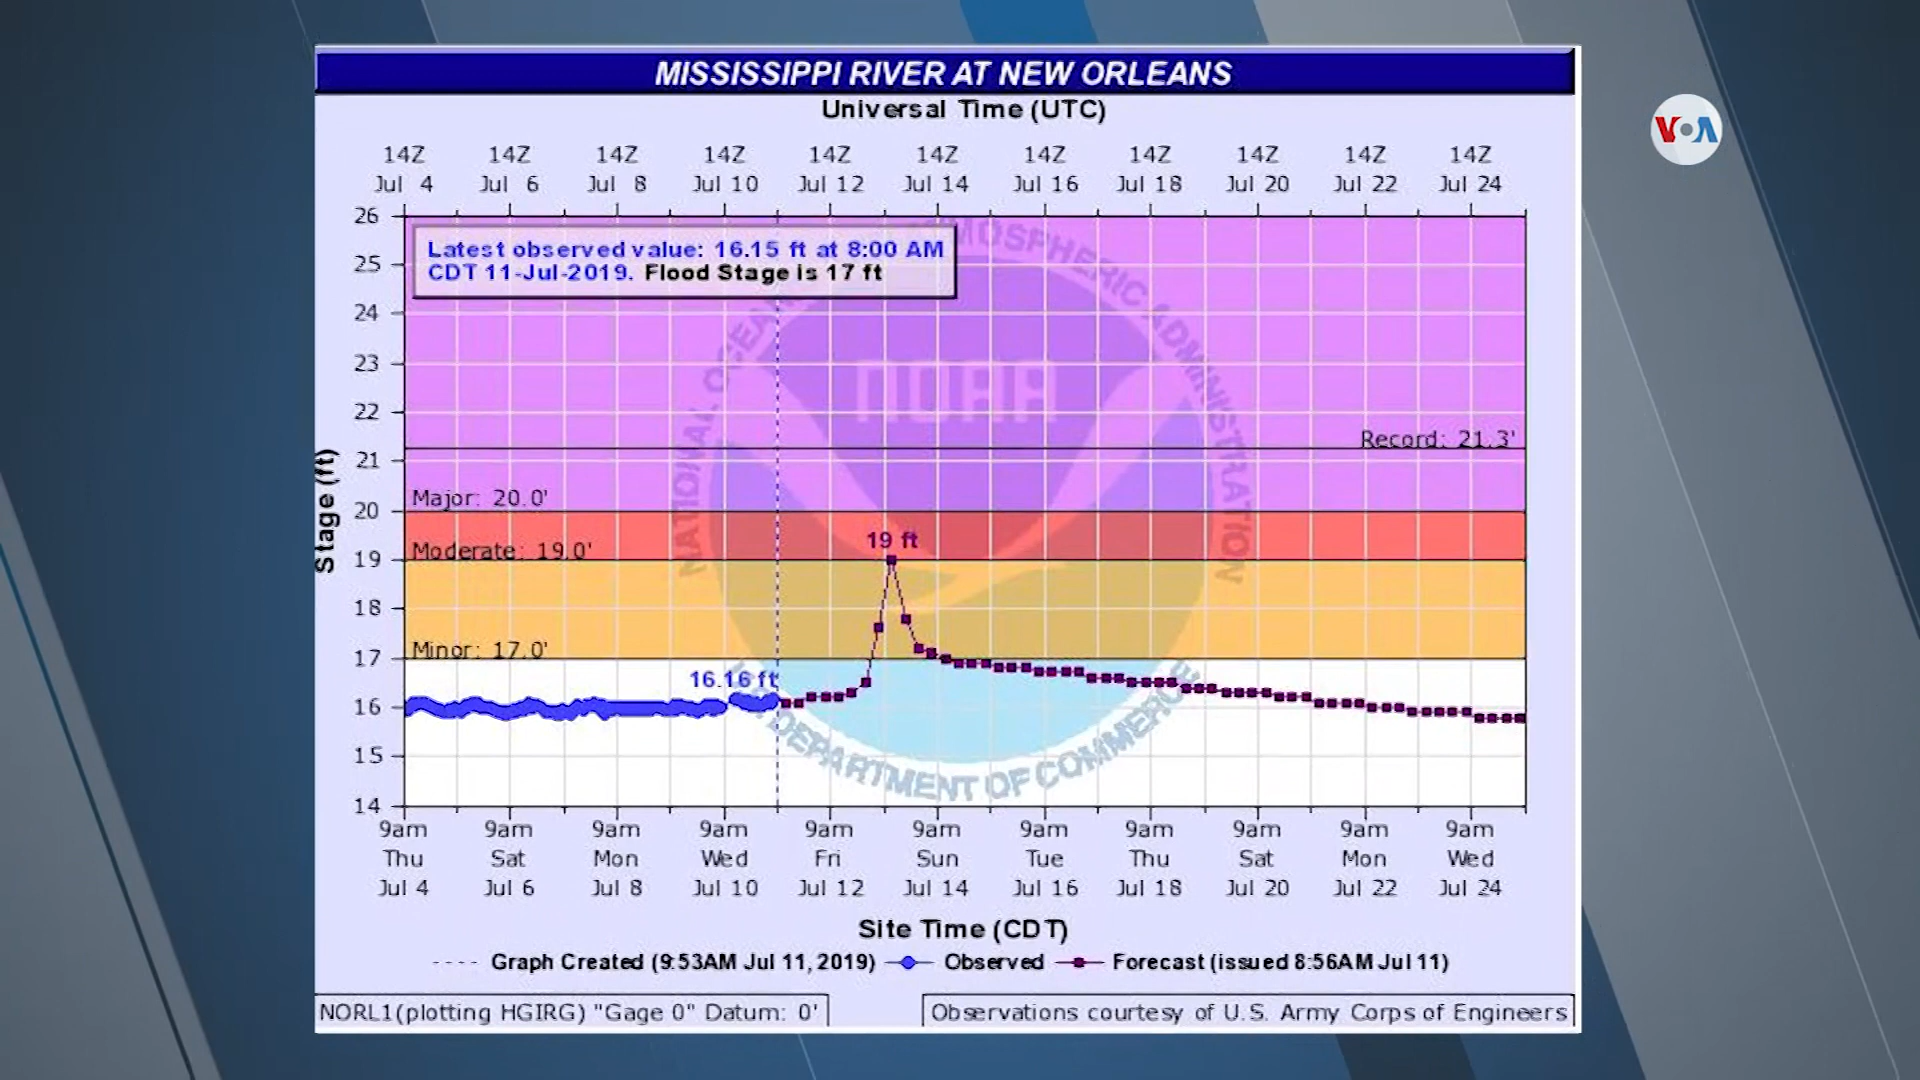 MISSISSIPPI RIVER AT NEW ORLEANS
Universal Time (UTC)
VOA
14Z 14Z 14Z 14Z 14Z 14Z 14Z 14Z 14Z 14Z 14Z
Jul 4 Jul 6 Jul 8 Jul 10 Jul 12 Jul 14 Jul 16 Jul 18 Jul 20 Jul 22 Jul 24
26
Latest observed value: 16.15 ft at 8:00 AM
CDT 11-Jul-2019. Flood Stage is 17 ft
25
24
23
22
Record: 21.3'
21
Major: 20.0'
20
19 ft
Moderate: 19.0'
19
18
Minor: 17.0'
17
16.16 ft
16
15
14
Stage (ft)
NATIONAL OCEANIC ATMOSPHERIC ADMINISTRATION
NOAA
DEPARTMENT OF COMMERCE
9am 9am 9am 9am 9am 9am 9am 9am 9am 9am 9am
Thu Sat Mon Wed Fri Sun Tue Thu Sat Mon Wed
Jul 4 Jul 6 Jul 8 Jul 10 Jul 12 Jul 14 Jul 16 Jul 18 Jul 20 Jul 22 Jul 24
Site Time (CDT)
Graph Created (9:53AM Jul 11, 2019) Observed Forecast (issued 8:56AM Jul 11)
NORL1(plotting HGIRG) "Gage 0" Datum: 0'
Observations courtesy of U.S. Army Corps of Engineers